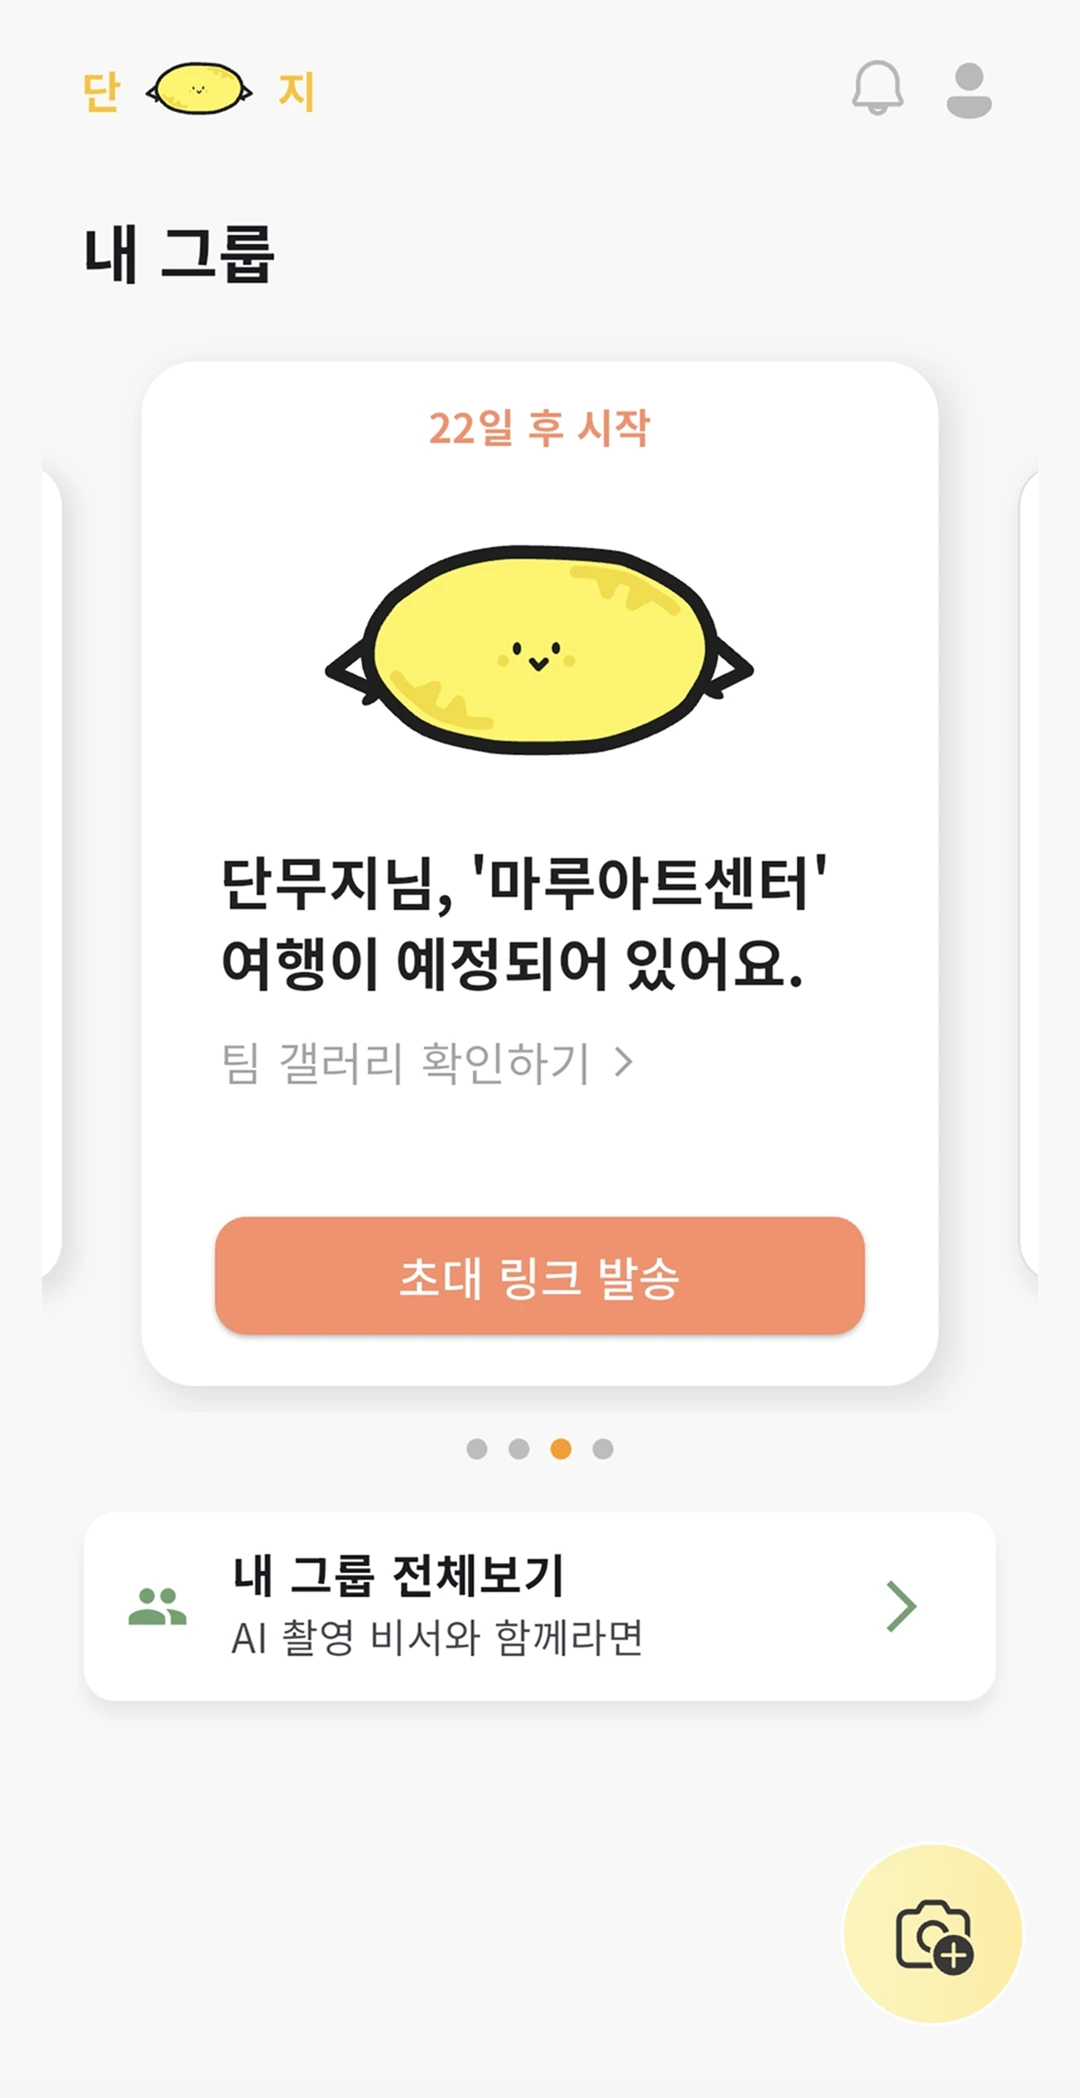 단 지
내 그룹
22일 후 시작
단무지님, '마루아트센터'
여행이 예정되어 있어요.
팀 갤러리 확인하기 >
초대 링크 발송
내 그룹 전체보기
AI 촬영 비서와 함께라면